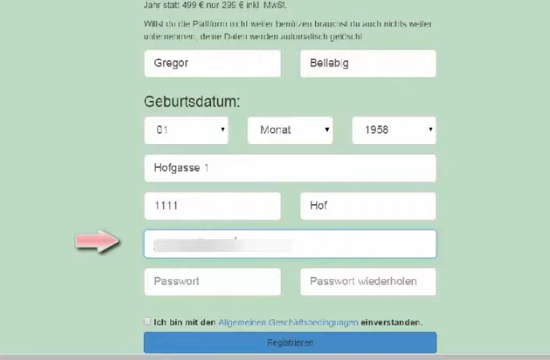 Jahr statt 499 € nur 299 € inkl. MwSt.
Willst du die Plattform nicht weiter benützen brauchst du auch nichts weiter
unternehmen, deine Daten werden automatisch gelöscht!
Gregor Beliebig
Geburtsdatum:
01 Monat 1958
Hofgasse 1
1111 Hof
Passwort Passwort wiederholen
Ich bin mit den Allgemeinen Geschäftsbedingungen einverstanden.
Registrieren